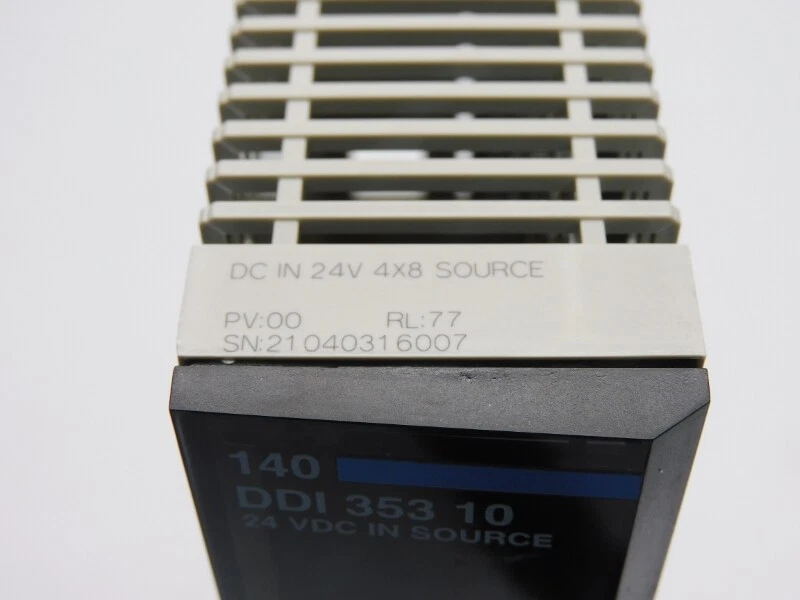 DC IN 24V 4X8 SOURCE
PV:00 RL:77
SN:21040316007
140
DDI 353 10
24 VDC IN SOURCE